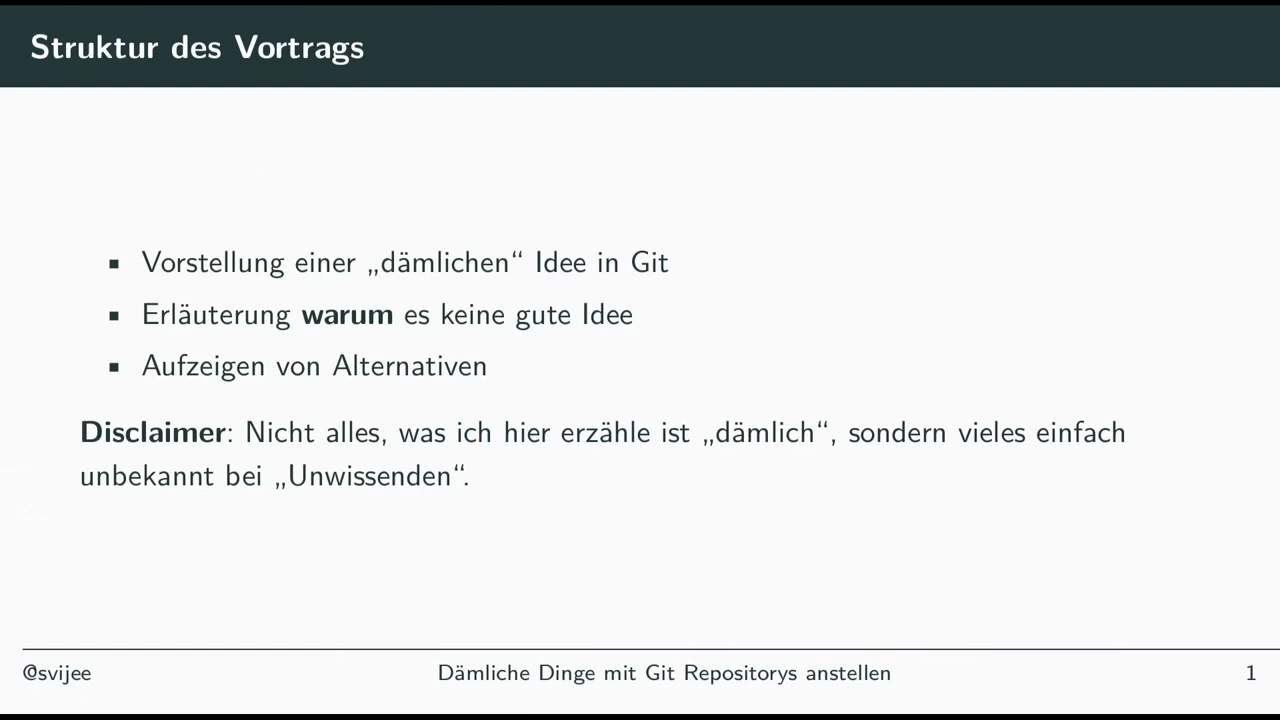 Struktur des Vortrags
▪ Vorstellung einer „dämlichen“ Idee in Git
▪ Erläuterung warum es keine gute Idee
▪ Aufzeigen von Alternativen
Disclaimer: Nicht alles, was ich hier erzähle ist „dämlich“, sondern vieles einfach
unbekannt bei „Unwissenden“.
@svijee Dämliche Dinge mit Git Repositorys anstellen 1